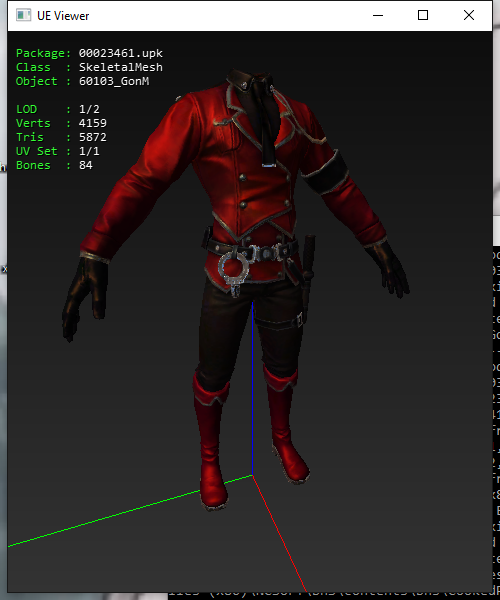 UE Viewer
Package: 00023461.upk
Class  : SkeletalMesh
Object : 60103_GonM
LOD    : 1/2
Verts  : 4159
Tris   : 5872
UV Set : 1/1
Bones  : 84